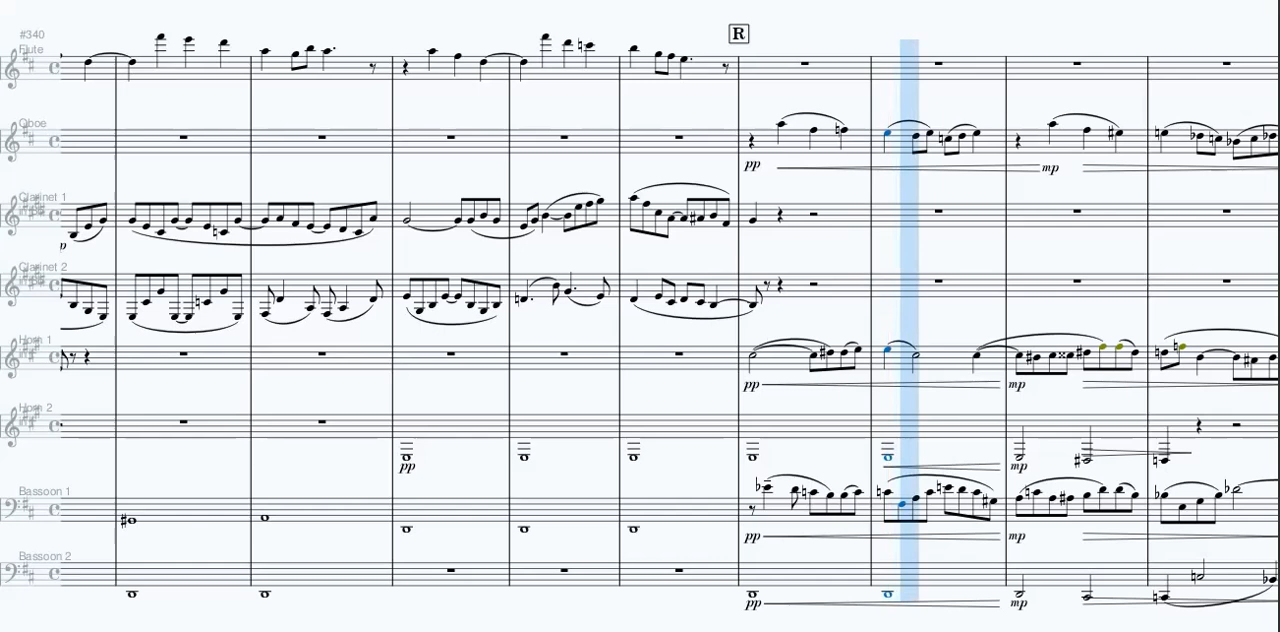 R
#340
Flute
Oboe
pp mp
Clarinet 1
p
Clarinet 2
Horn 1
pp mp
Horn 2
pp mp
Bassoon 1
pp mp
Bassoon 2
pp mp